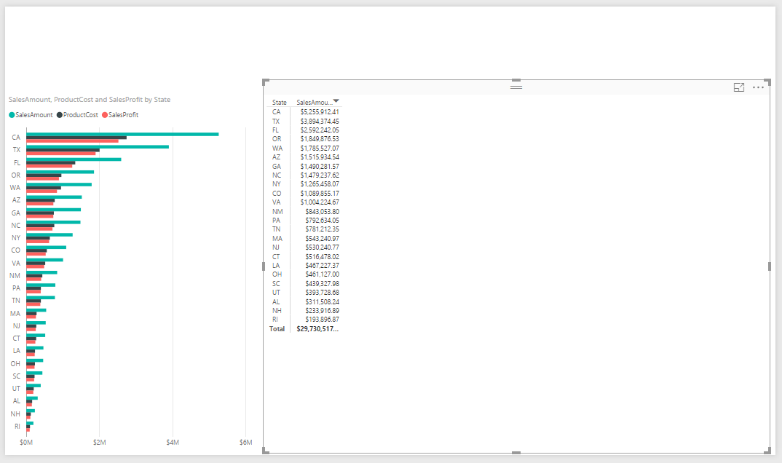 SalesAmount, ProductCost and SalesProfit by State
SalesAmount ProductCost SalesProfit
CA
TX
FL
OR
WA
AZ
GA
NC
NY
CO
VA
NM
PA
TN
MA
NJ
CT
LA
OH
SC
UT
AL
NH
RI
$0M $2M $4M $6M
State SalesAmou...
CA $5,255,912.41
TX $3,894,374.45
FL $2,592,242.05
OR $1,849,876.53
WA $1,785,527.07
AZ $1,515,934.54
GA $1,490,281.57
NC $1,479,237.62
NY $1,265,458.07
CO $1,089,855.17
VA $1,004,224.67
NM $843,053.80
PA $792,634.05
TN $781,212.35
MA $543,240.97
NJ $530,240.77
CT $516,478.02
LA $467,227.37
OH $461,127.00
SC $439,327.98
UT $393,728.68
AL $311,508.24
NH $233,916.89
RI $193,896.87
Total $29,730,517...